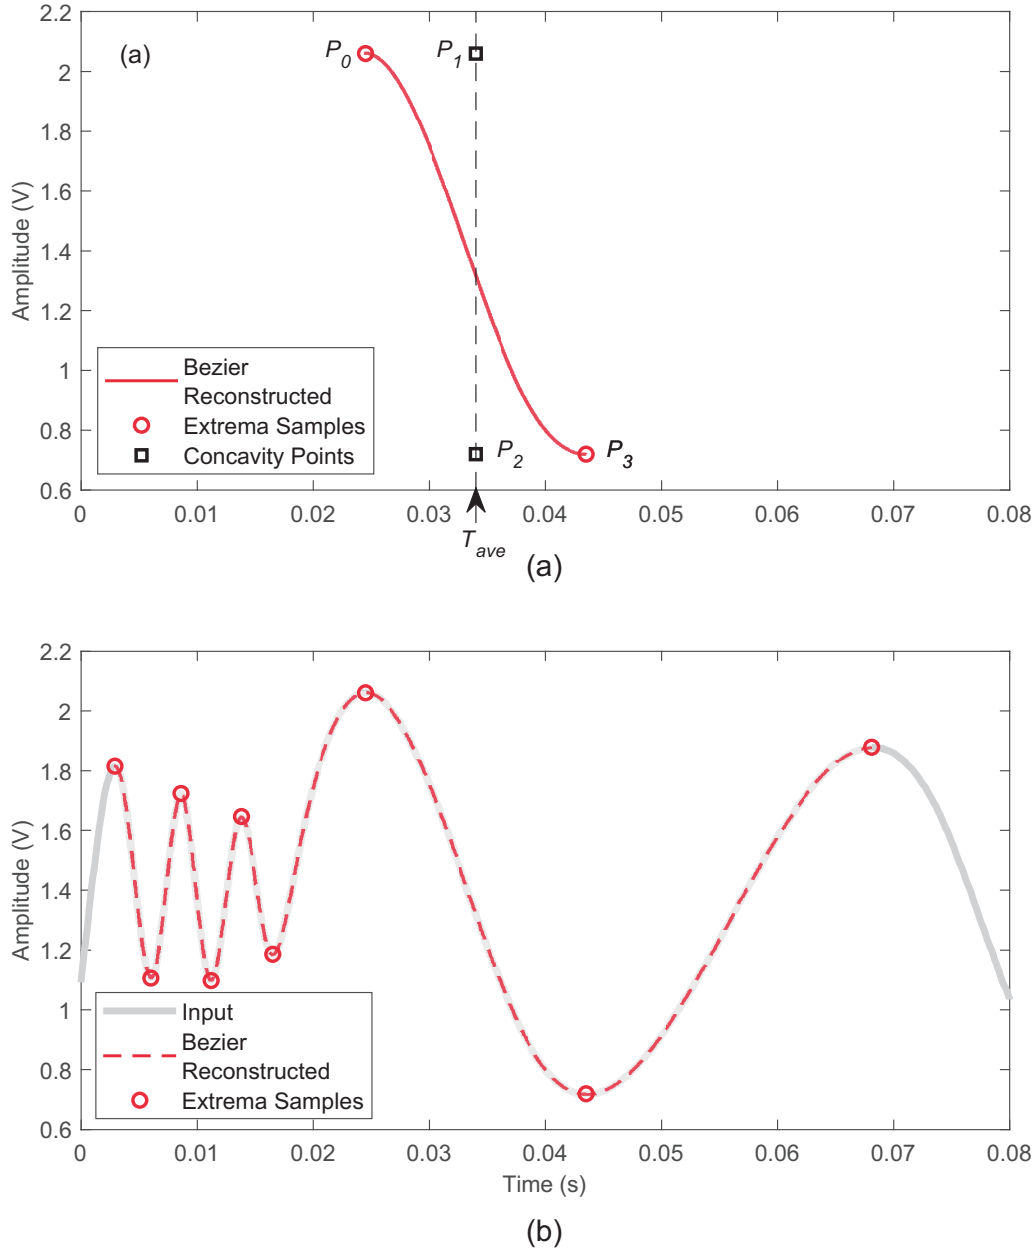 2.2
2
1.8
1.6
1.4
1.2
1
0.8
0.6
Amplitude (V)
(a)
P0
P1
P2
P3
Bezier
Reconstructed
Extrema Samples
Concavity Points
0 0.01 0.02 0.03 0.04 0.05 0.06 0.07 0.08
Tave
(a)
2.2
2
1.8
1.6
1.4
1.2
1
0.8
0.6
Amplitude (V)
Input
Bezier
Reconstructed
Extrema Samples
0 0.01 0.02 0.03 0.04 0.05 0.06 0.07 0.08
Time (s)
(b)